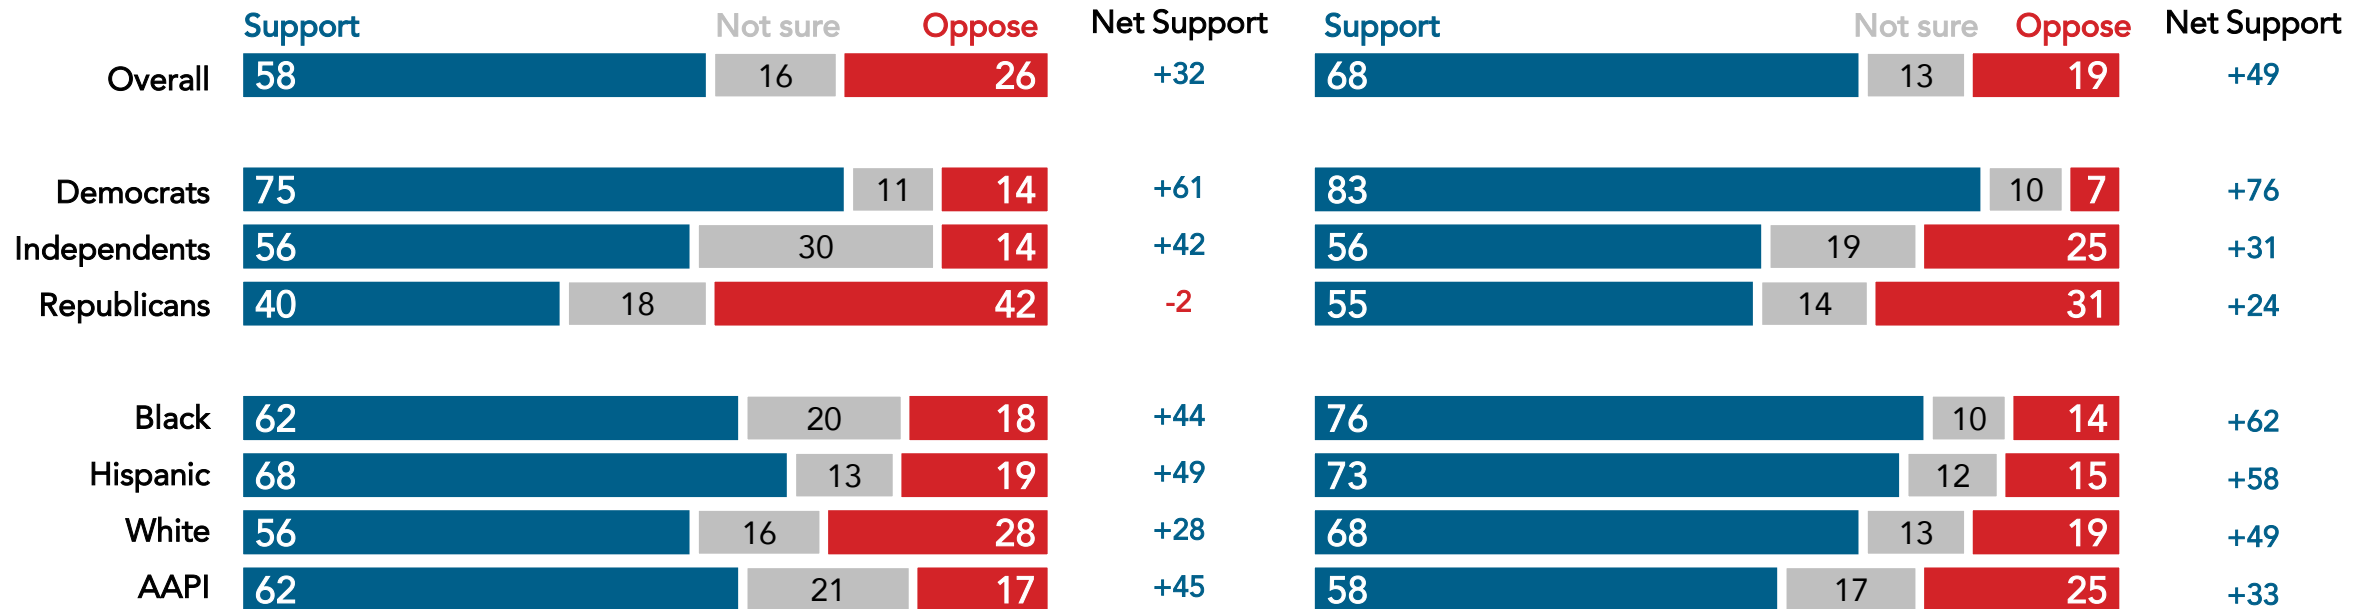 Support Not sure Oppose Net Support Support Not sure Oppose Net Support
Overall 58 16 26 +32 68 13 19 +49
Democrats 75 11 14 +61 83 10 7 +76
Independents 56 30 14 +42 56 19 25 +31
Republicans 40 18 42 -2 55 14 31 +24
Black 62 20 18 +44 76 10 14 +62
Hispanic 68 13 19 +49 73 12 15 +58
White 56 16 28 +28 68 13 19 +49
AAPI 62 21 17 +45 58 17 25 +33